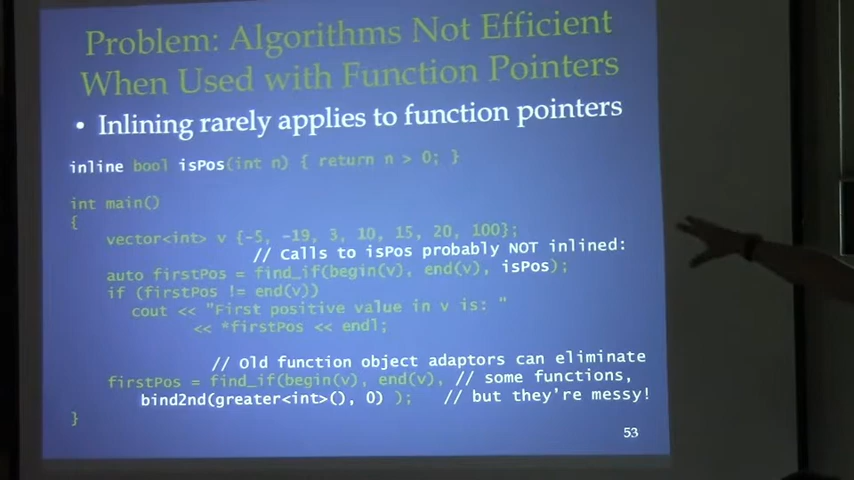 Problem: Algorithms Not Efficient
When Used with Function Pointers
• Inlining rarely applies to function pointers
inline bool isPos(int n) { return n > 0; }
int main()
{
vector<int> v {-5, -19, 3, 10, 15, 20, 100};
// Calls to isPos probably NOT inlined:
auto firstPos = find_if(begin(v), end(v), isPos);
if (firstPos != end(v))
cout << "First positive value in v is: "
<< *firstPos << endl;
// Old function object adaptors can eliminate
firstPos = find_if(begin(v), end(v), // some functions,
bind2nd(greater<int>(), 0) ); // but they're messy!
}
53